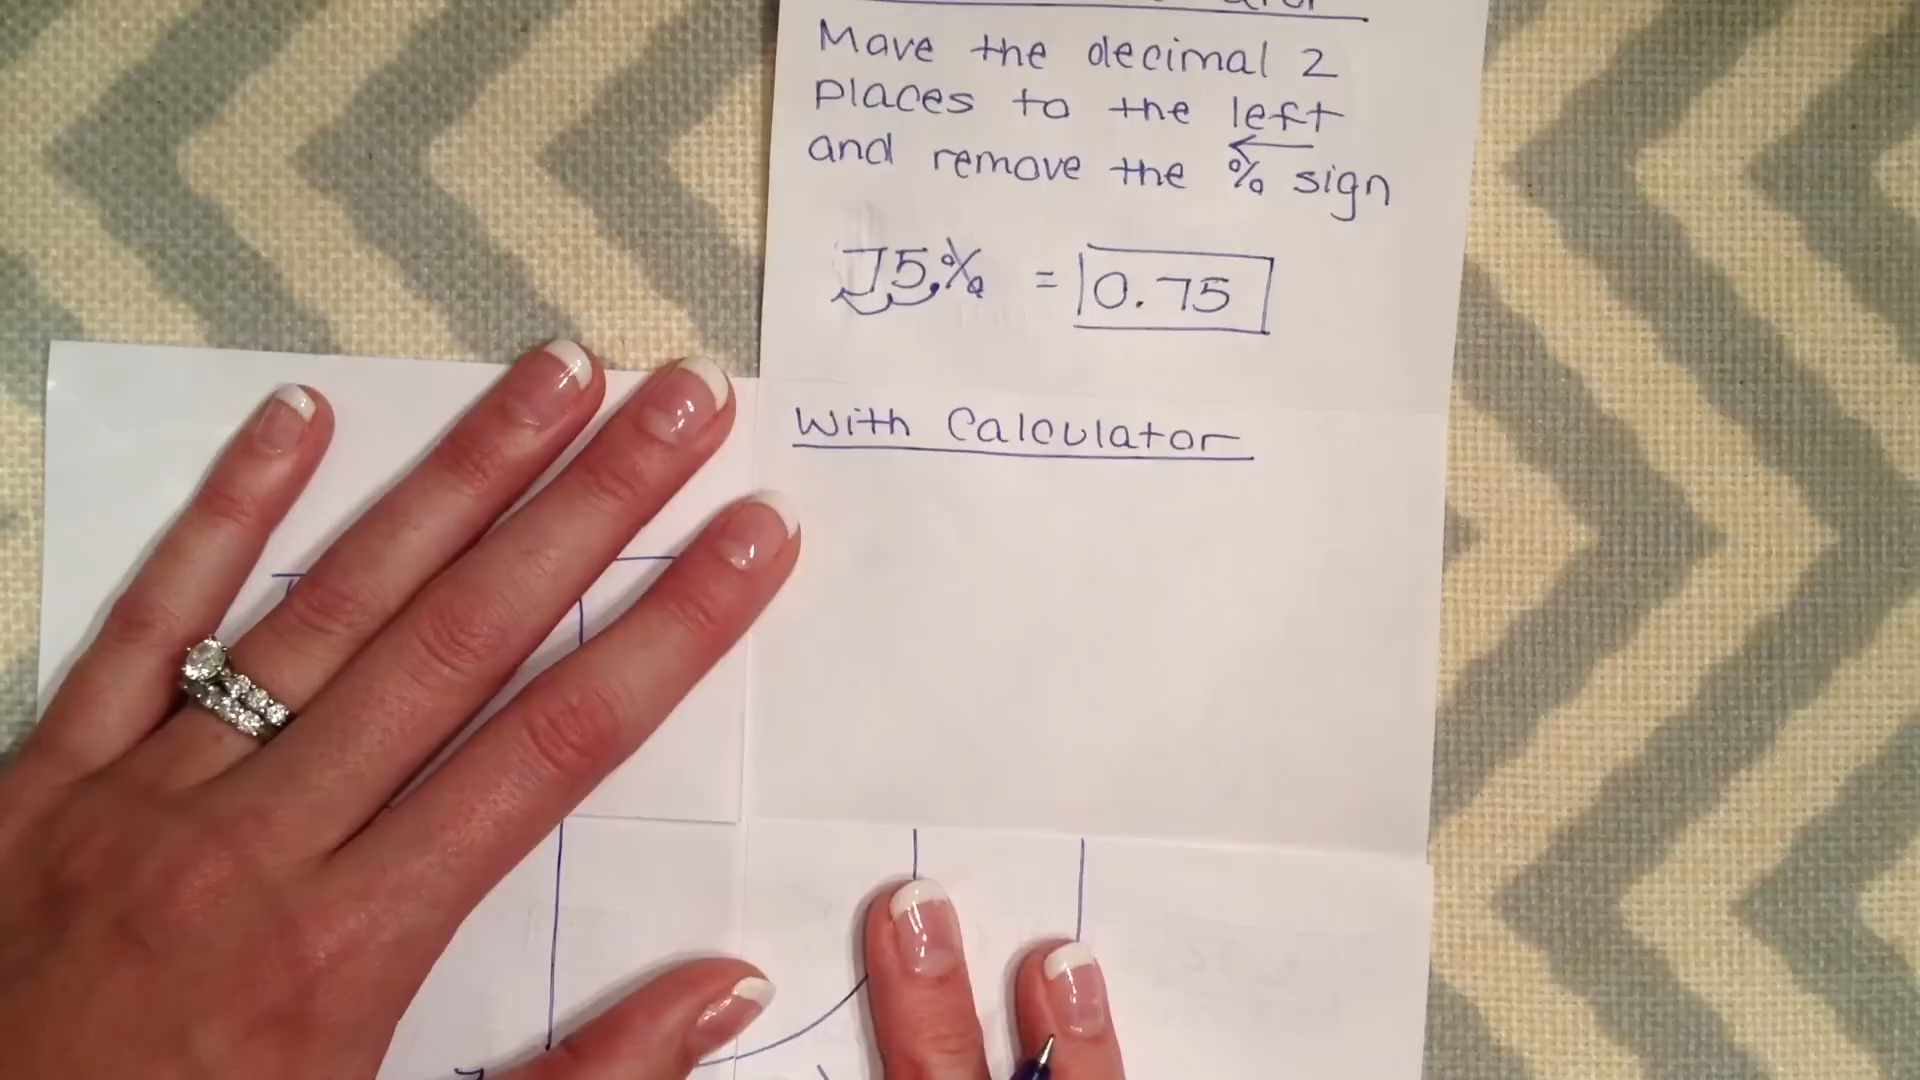 Move the decimal 2
places to the left
and remove the % sign
75.% = 0.75
With Calculator